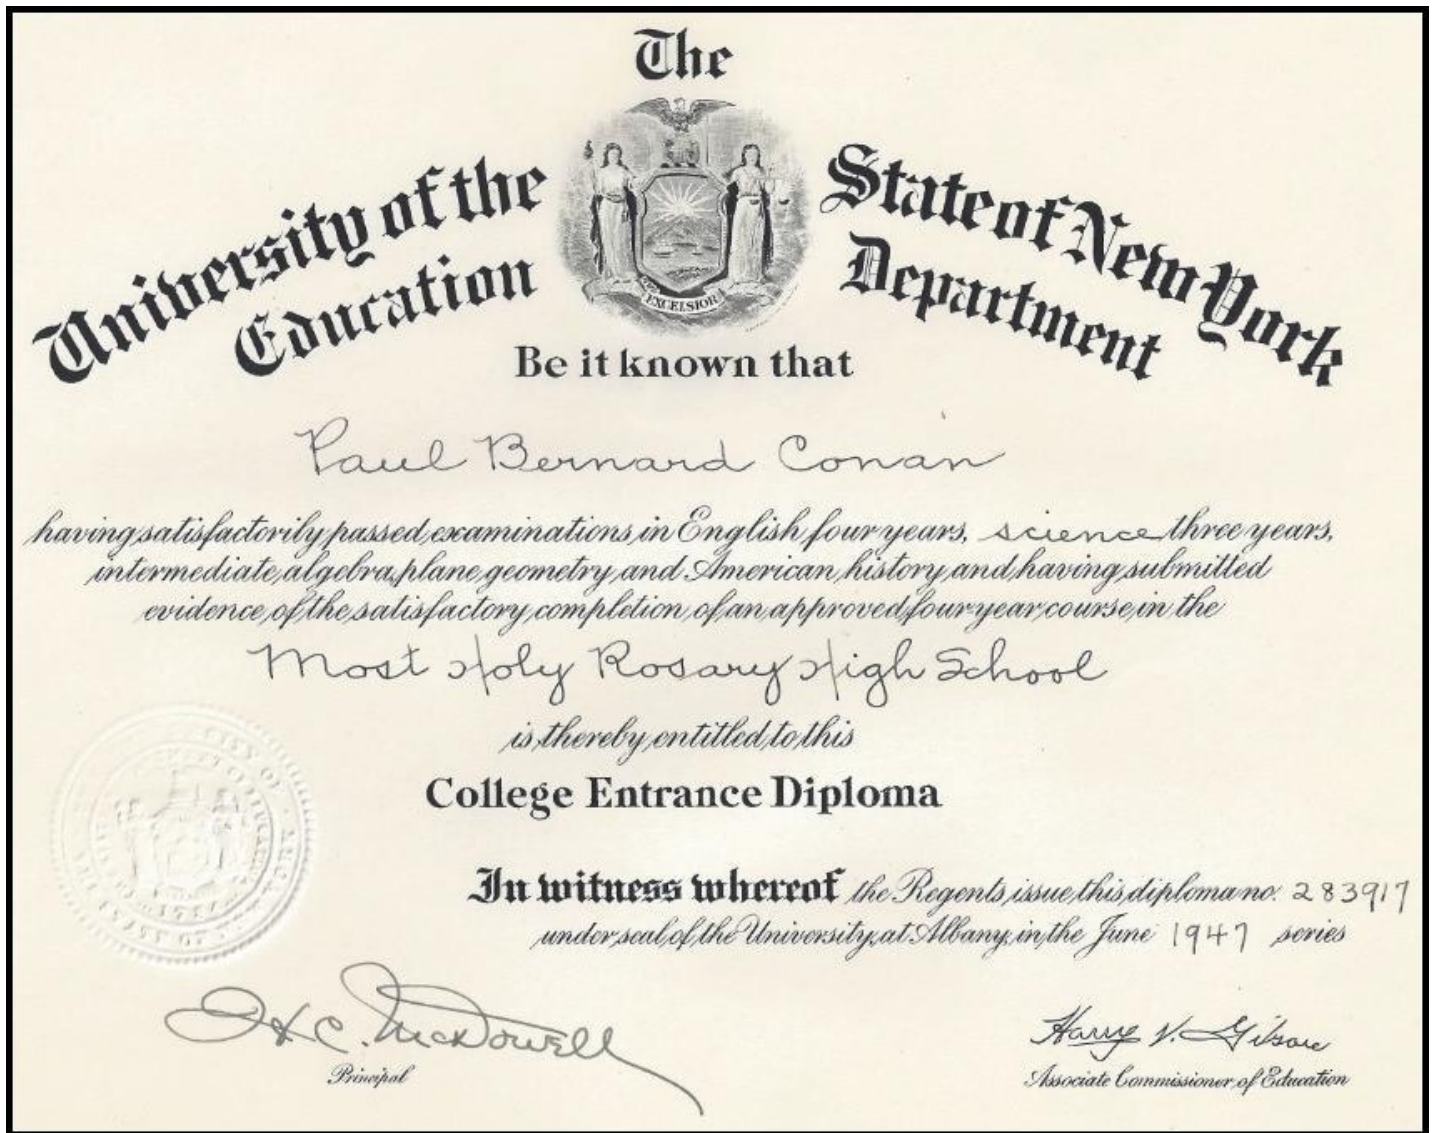 The
University of the State of New York
Education Department
EXCELSIOR
Be it known that
Paul Bernard Conan
having satisfactorily passed examinations in English four years, science three years,
intermediate algebra, plane geometry and American history and having submitted
evidence of the satisfactory completion of an approved four year course in the
Most Holy Rosary High School
is thereby entitled to this
College Entrance Diploma
In witness whereof the Regents issue this diploma no. 283917
under seal of the University at Albany, in the June 1947 series
C. McDowell
Principal
Harry V. Gilson
Associate Commissioner of Education